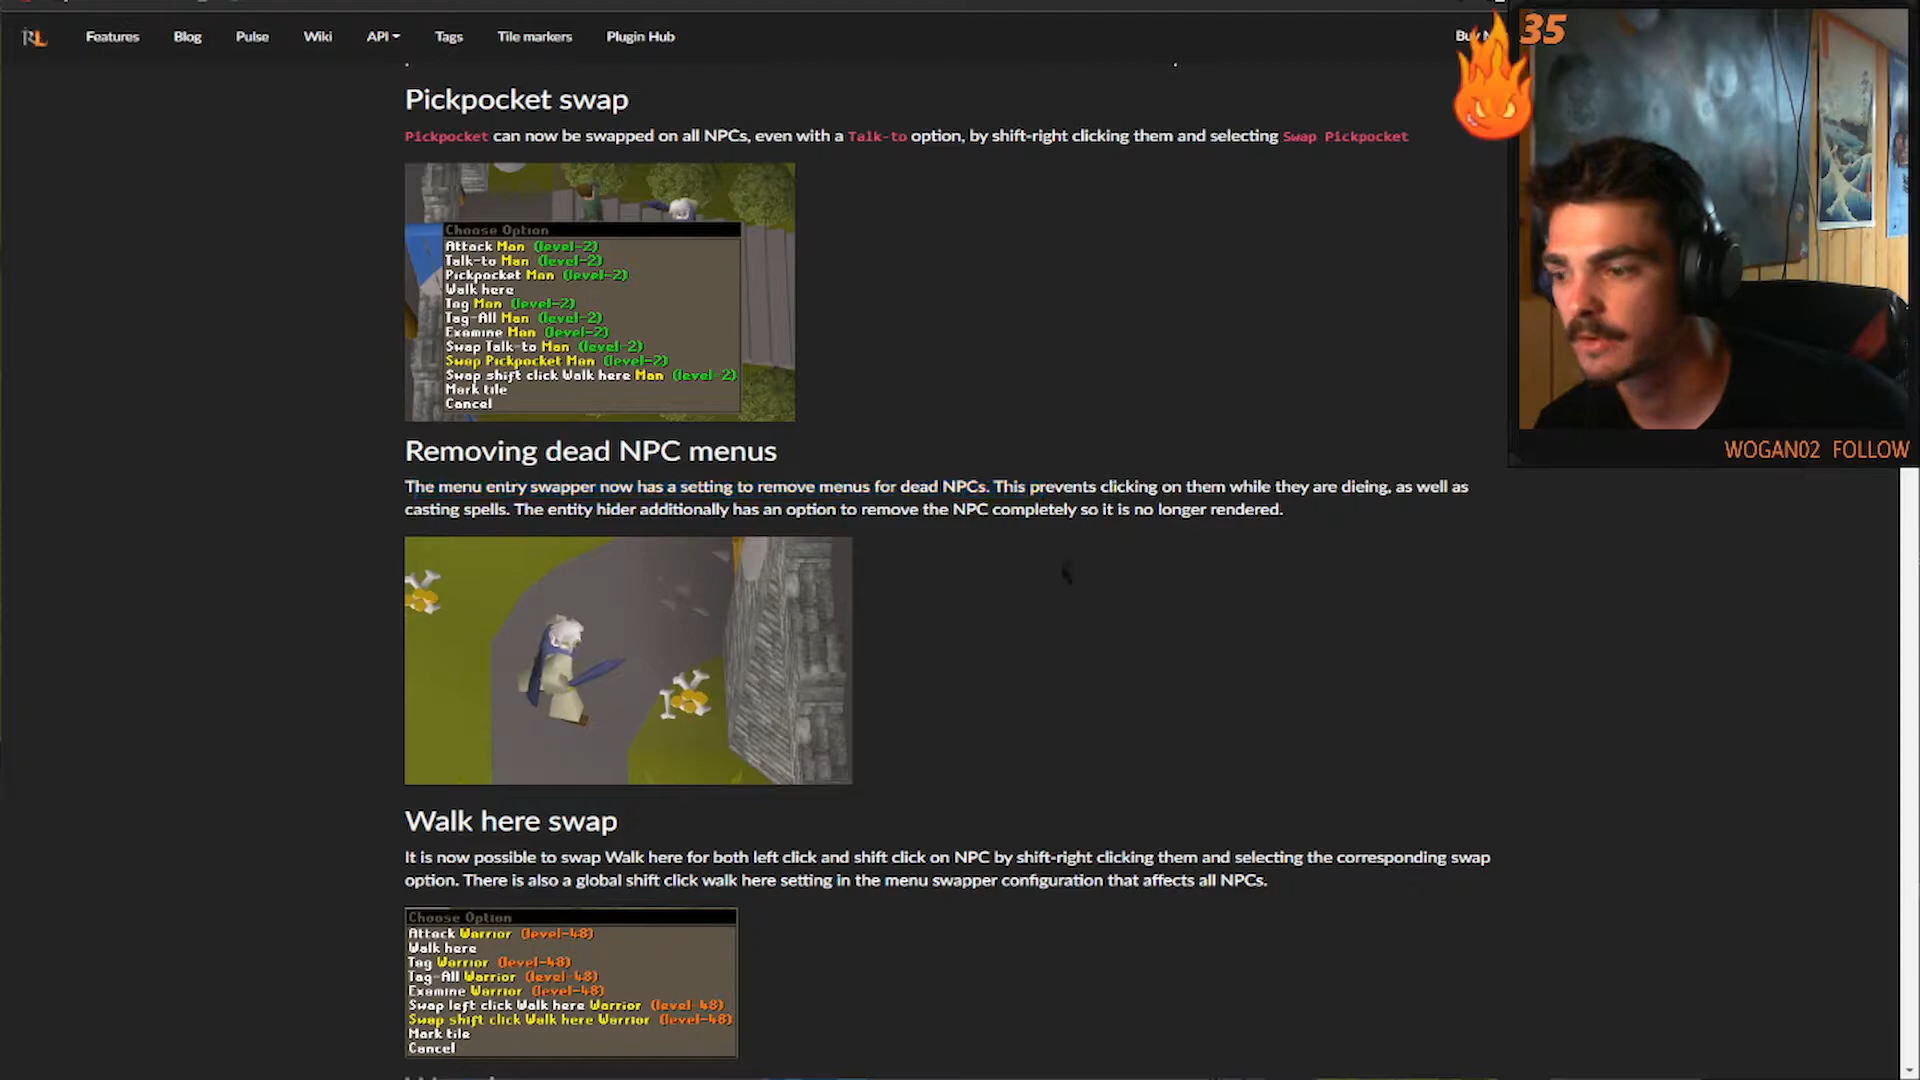 RL Features Blog Pulse Wiki API Tags Tile markers Plugin Hub
35
Pickpocket swap
Pickpocket can now be swapped on all NPCs, even with a Talk-to option, by shift-right clicking them and selecting Swap Pickpocket
Choose Option
Attack Man (level-2)
Talk-to Man (level-2)
Pickpocket Man (level-2)
Walk here
Tag Man (level-2)
Tag-All Man (level-2)
Examine Man (level-2)
Swap Talk-to Man (level-2)
Swap Pickpocket Man (level-2)
Swap shift click Walk here Man (level-2)
Mark tile
Cancel
WOGAN02 FOLLOW
Removing dead NPC menus
The menu entry swapper now has a setting to remove menus for dead NPCs. This prevents clicking on them while they are dieing, as well as
casting spells. The entity hider additionally has an option to remove the NPC completely so it is no longer rendered.
Walk here swap
It is now possible to swap Walk here for both left click and shift click on NPC by shift-right clicking them and selecting the corresponding swap
option. There is also a global shift click walk here setting in the menu swapper configuration that affects all NPCs.
Choose Option
Attack Warrior (level-48)
Walk here
Tag Warrior (level-48)
Tag-All Warrior (level-48)
Examine Warrior (level-48)
Swap left click Walk here Warrior (level-48)
Swap shift click Walk here Warrior (level-48)
Mark tile
Cancel